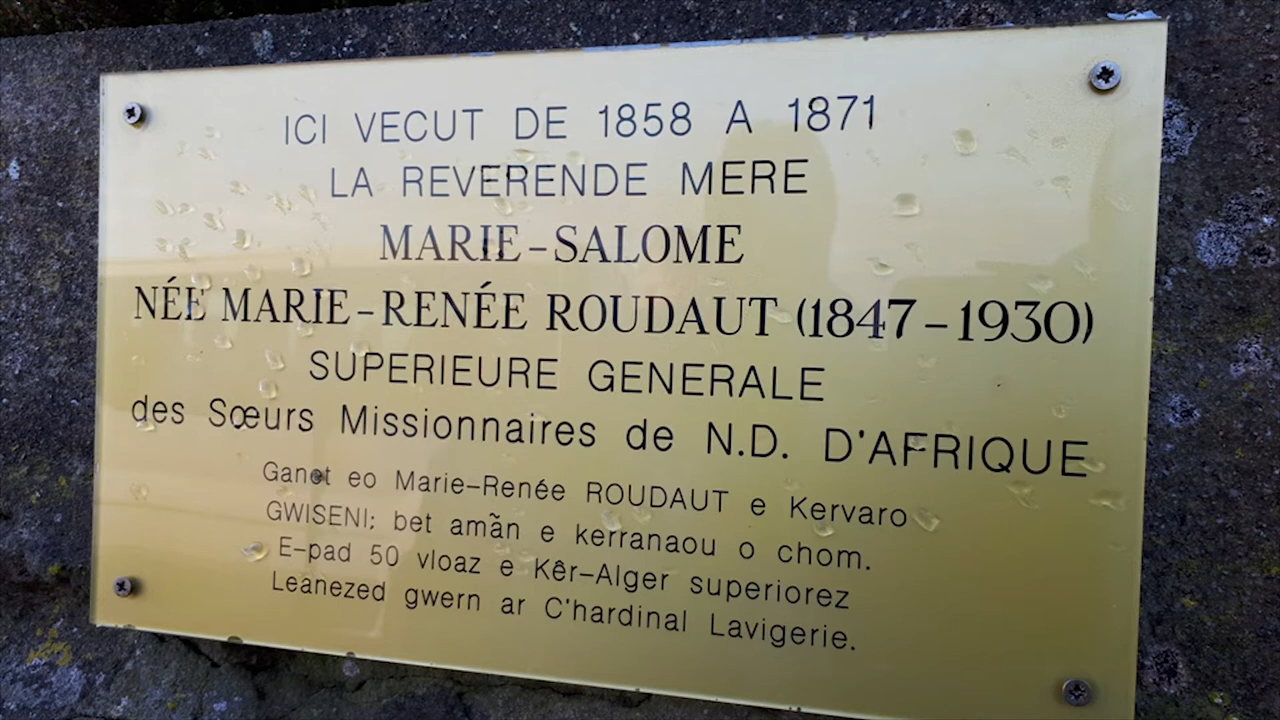 ICI VECUT DE 1858 A 1871
LA REVERENDE MERE
MARIE-SALOME
NÉE MARIE-RENÉE ROUDAUT (1847-1930)
SUPERIEURE GENERALE
des Sœurs Missionnaires de N.D. D'AFRIQUE
Ganet eo Marie-Renée ROUDAUT e Kervaro
GWISENI; bet amãn e kerranaou o chom.
E-pad 50 vloaz e Kêr-Alger superiorez
Leanezed gwern ar C'hardinal Lavigerie.